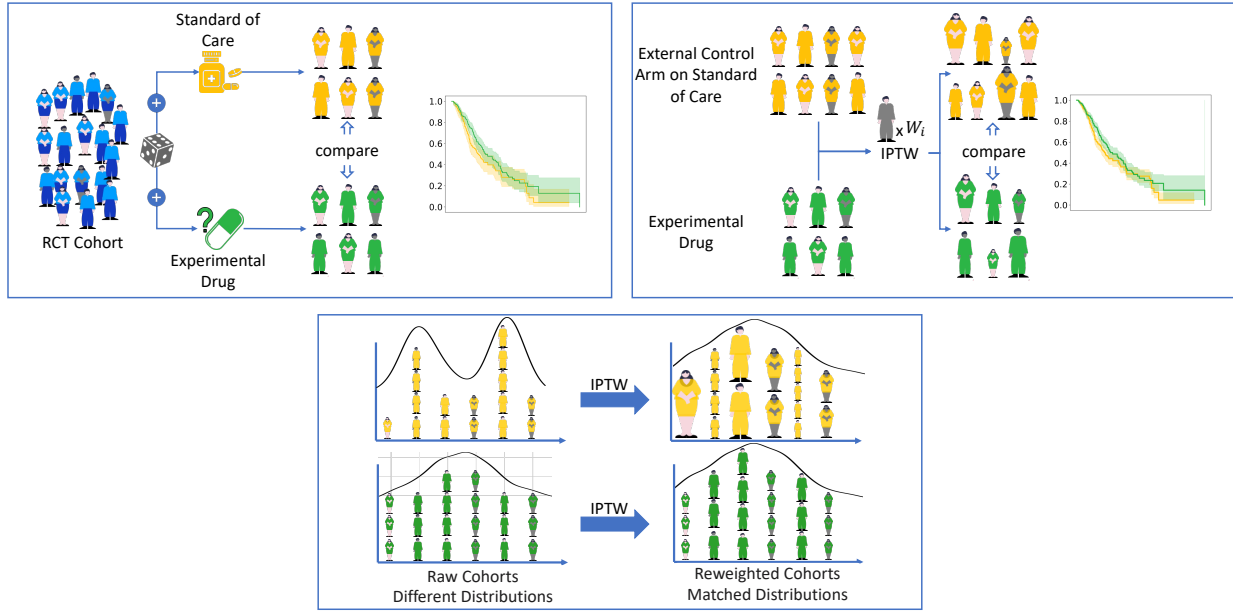 Standard of
Care
RCT Cohort
?
Experimental
Drug
compare
1.0
0.8
0.6
0.4
0.2
0.0
External Control
Arm on Standard
of Care
x W_i
IPTW
Experimental
Drug
compare
1.0
0.8
0.6
0.4
0.2
0.0
IPTW
IPTW
Raw Cohorts
Different Distributions
Reweighted Cohorts
Matched Distributions